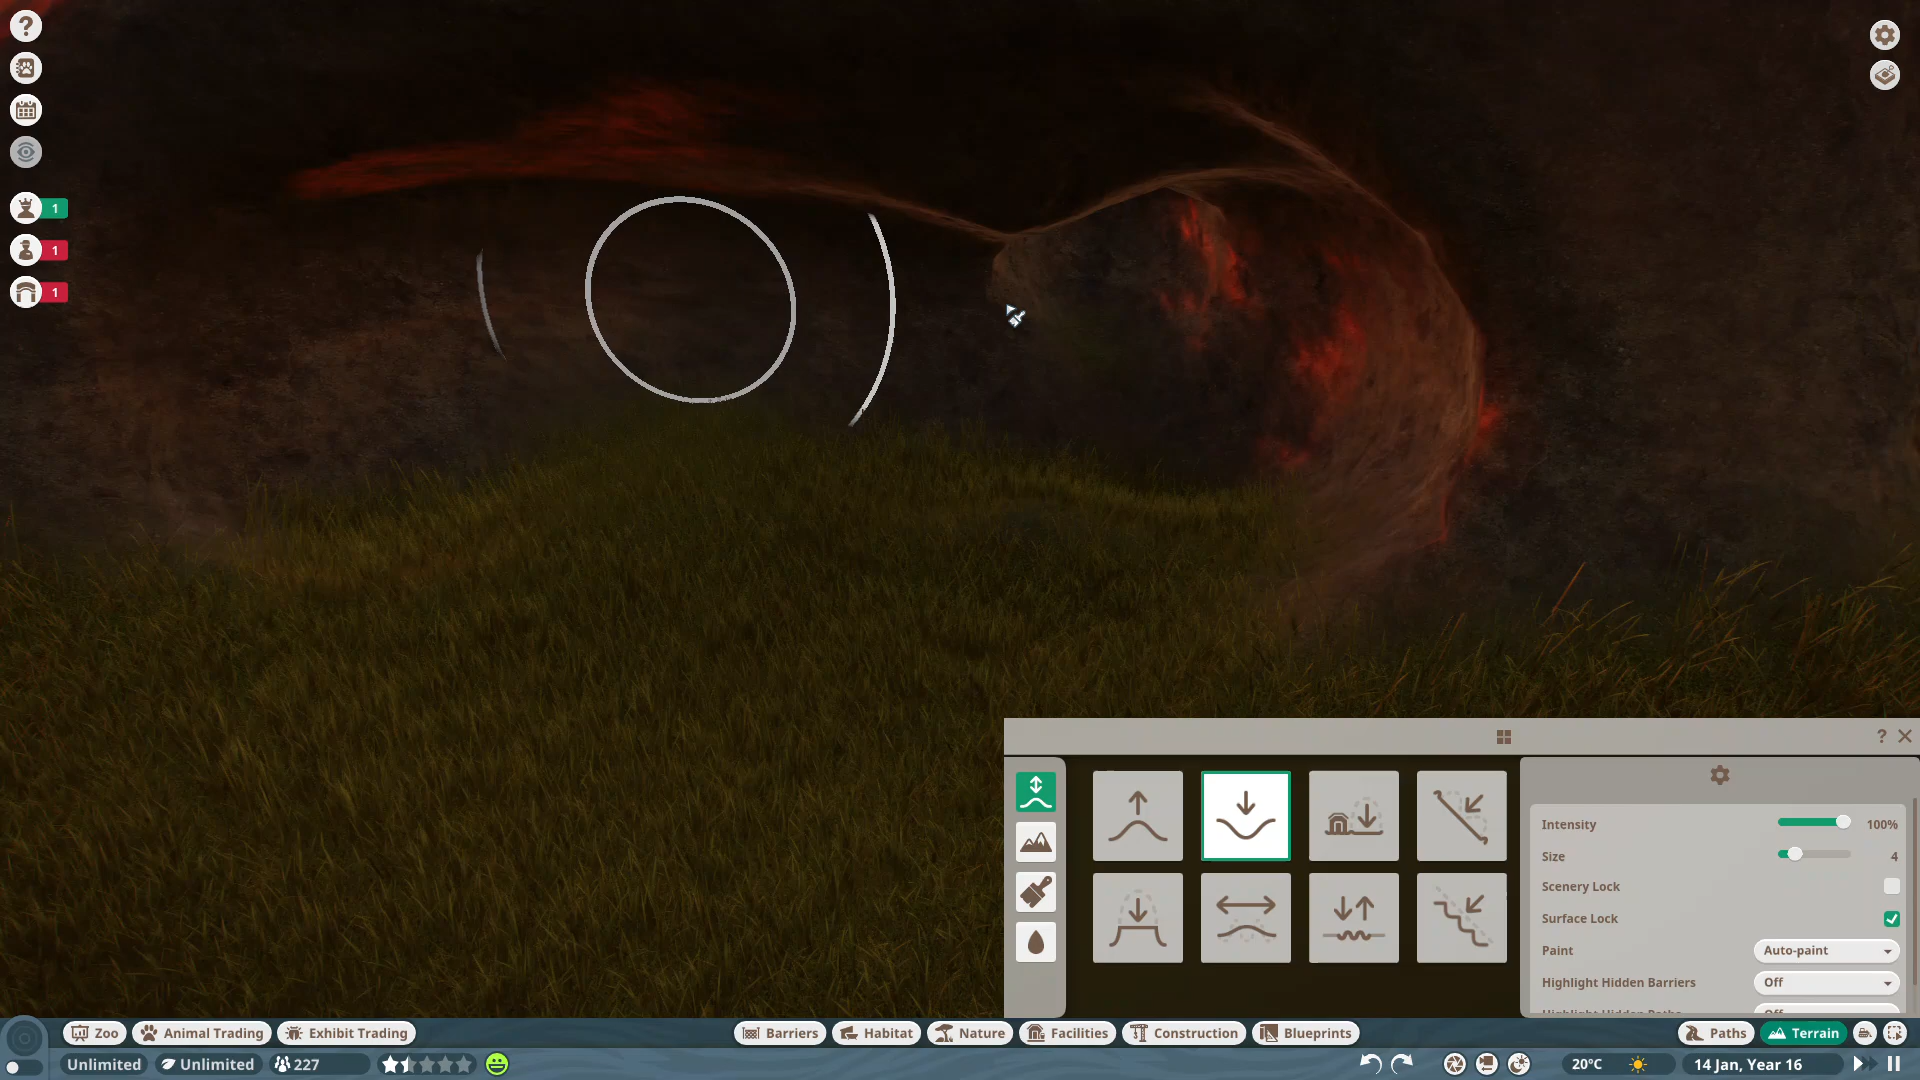 ?
1
1
1
?
Intensity 100%
Size 4
Scenery Lock
Surface Lock
Paint Auto-paint
Highlight Hidden Barriers Off
Zoo Animal Trading Exhibit Trading Barriers Habitat Nature Facilities Construction Blueprints Paths Terrain
Unlimited Unlimited 227 20°C 14 Jan, Year 16